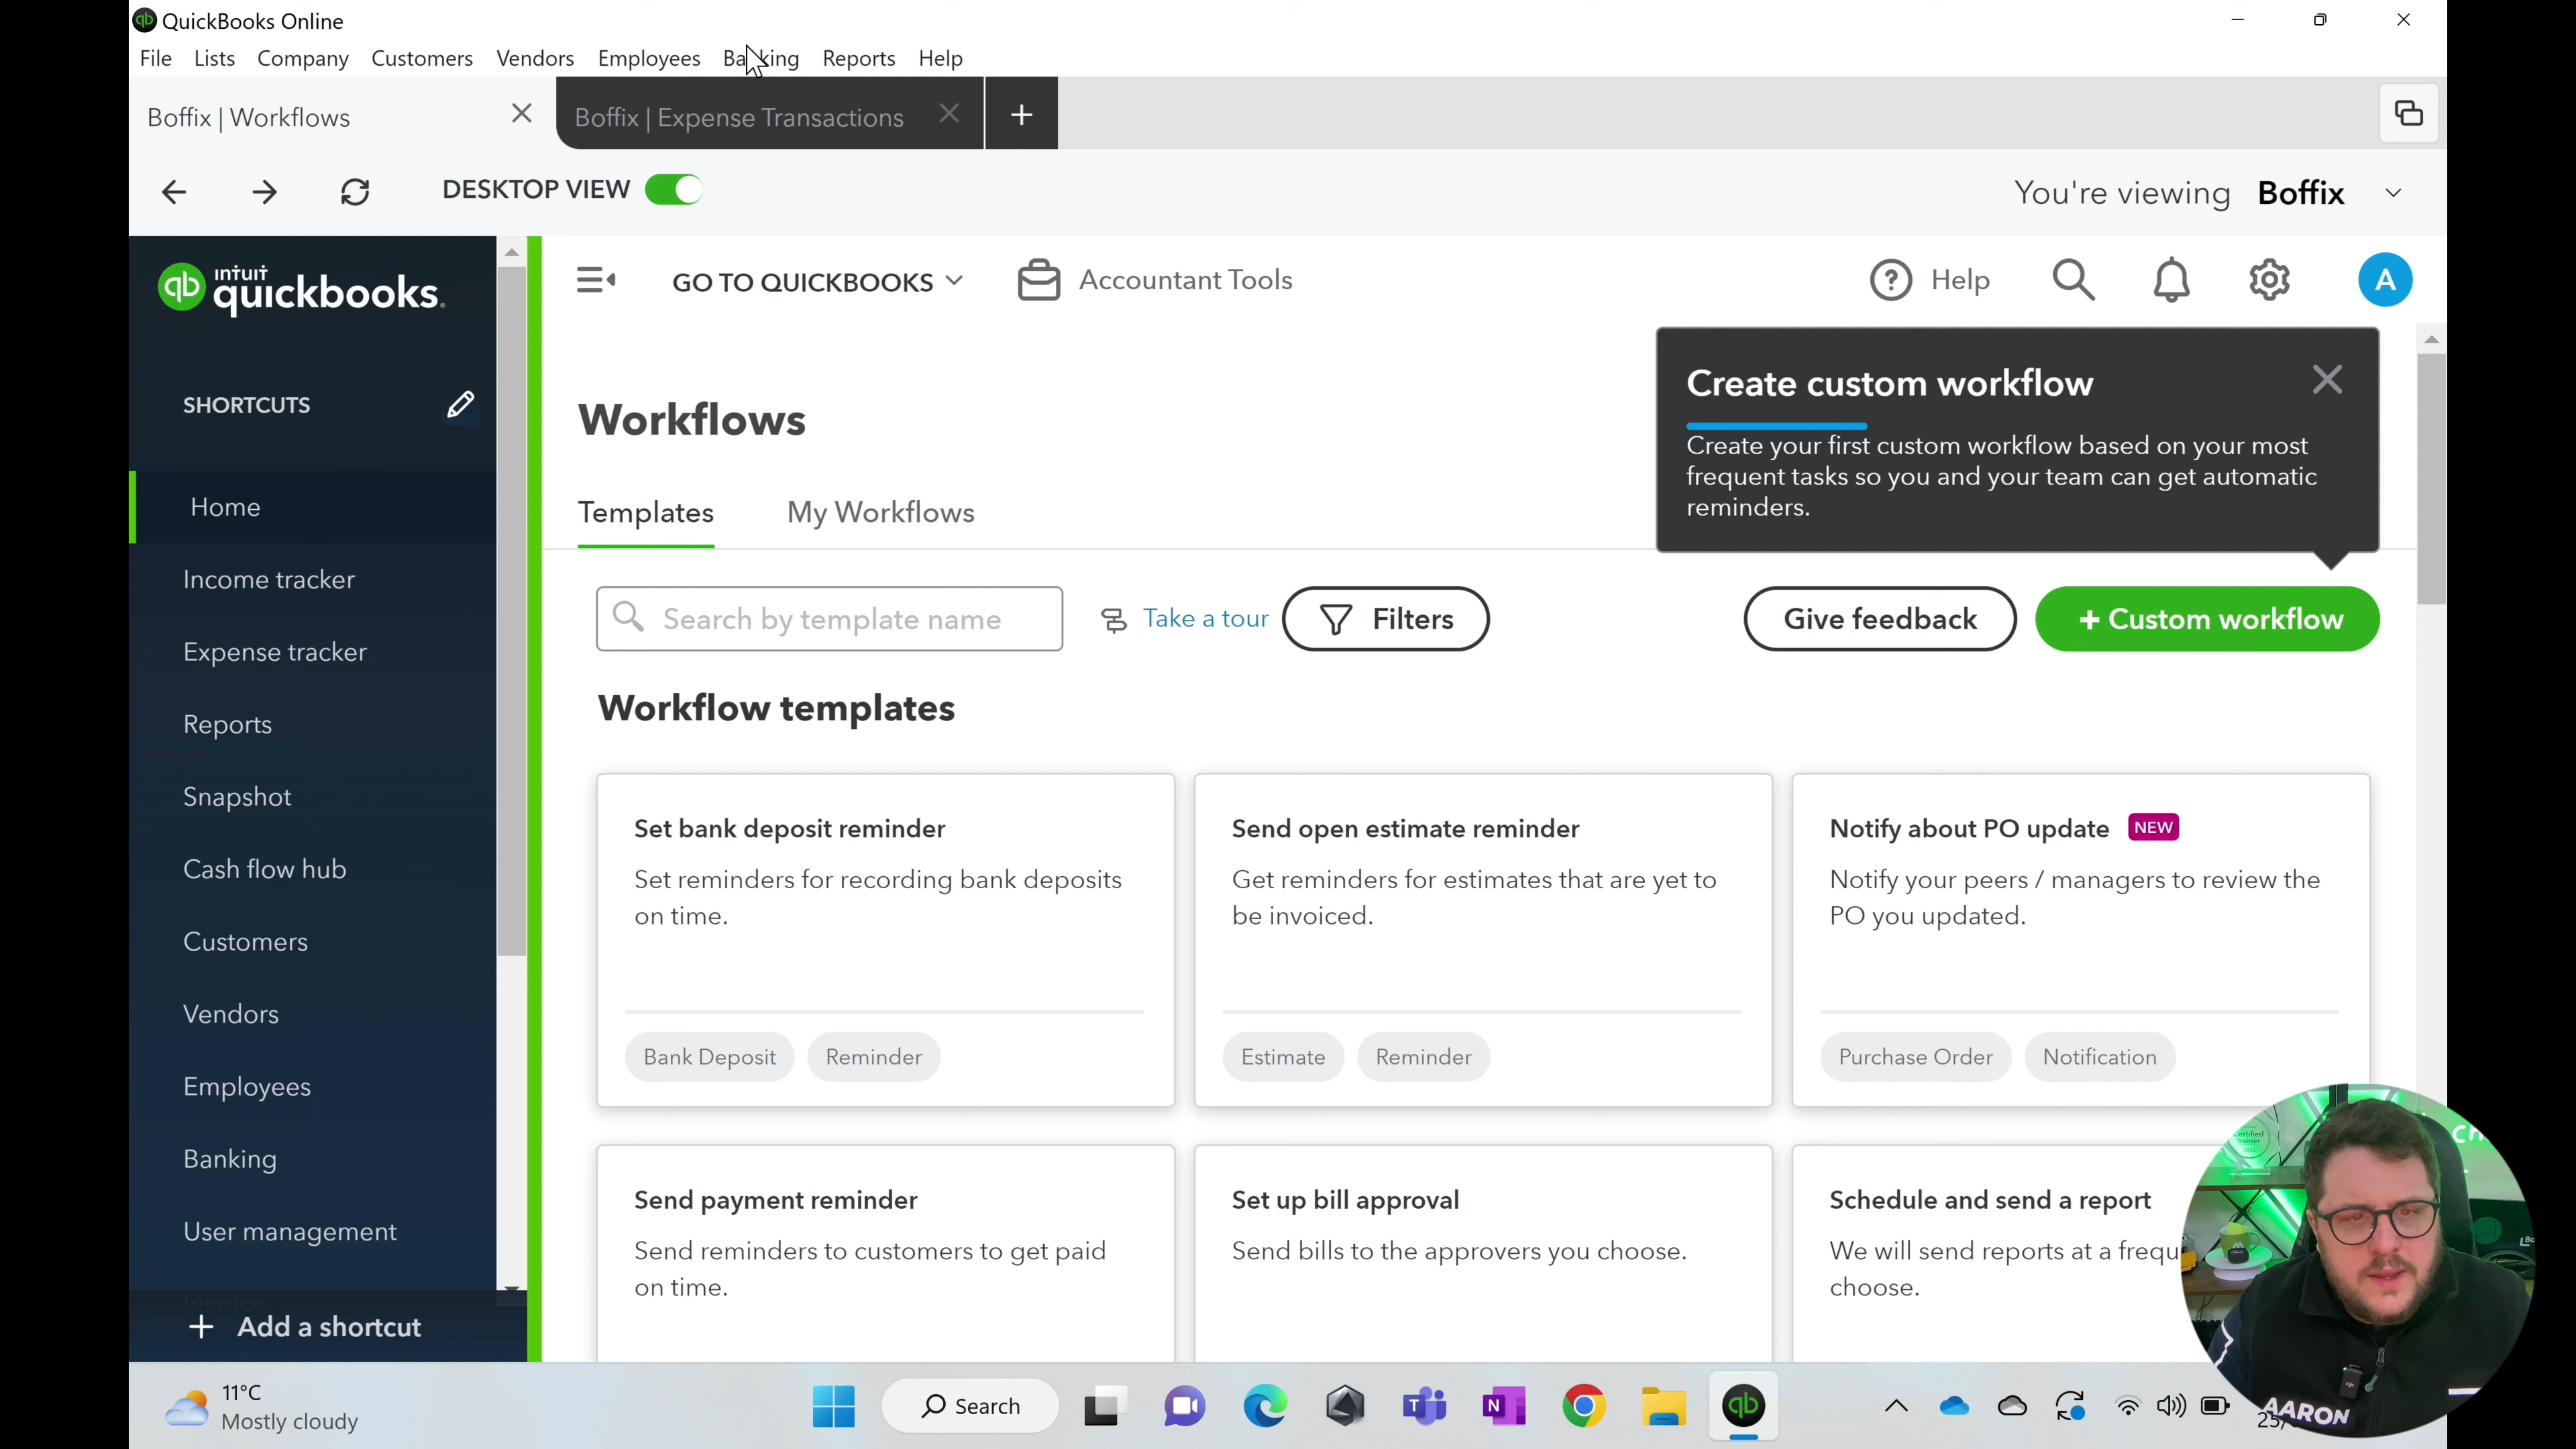 qb QuickBooks Online
File Lists Company Customers Vendors Employees Banking Reports Help
Boffix | Workflows
Boffix | Expense Transactions
DESKTOP VIEW
You're viewing Boffix
qb intuit quickbooks.
GO TO QUICKBOOKS
Accountant Tools
Help
A
SHORTCUTS
Home
Income tracker
Expense tracker
Reports
Snapshot
Cash flow hub
Customers
Vendors
Employees
Banking
User management
Invoice
+ Add a shortcut
Create custom workflow
Create your first custom workflow based on your most
frequent tasks so you and your team can get automatic
reminders.
Workflows
Templates My Workflows
Search by template name
Take a tour
Filters
Give feedback
+ Custom workflow
Workflow templates
Set bank deposit reminder
Set reminders for recording bank deposits
on time.
Bank Deposit Reminder
Send open estimate reminder
Get reminders for estimates that are yet to
be invoiced.
Estimate Reminder
Notify about PO update NEW
Notify your peers / managers to review the
PO you updated.
Purchase Order Notification
Send payment reminder
Send reminders to customers to get paid
on time.
Set up bill approval
Send bills to the approvers you choose.
Schedule and send a report
We will send reports at a frequ
choose.
certified
trainer
AARON
11°C
Mostly cloudy
Search
25/